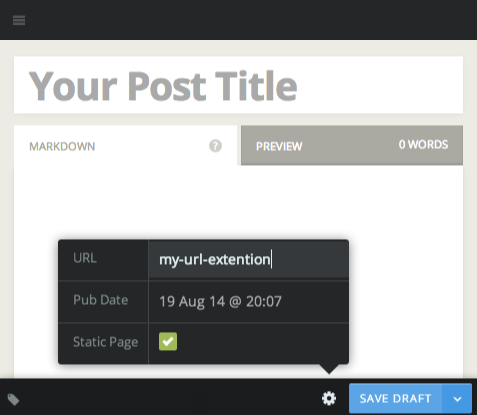 Your Post Title
MARKDOWN ? PREVIEW 0 WORDS
URL my-url-extention
Pub Date 19 Aug 14 @ 20:07
Static Page
SAVE DRAFT